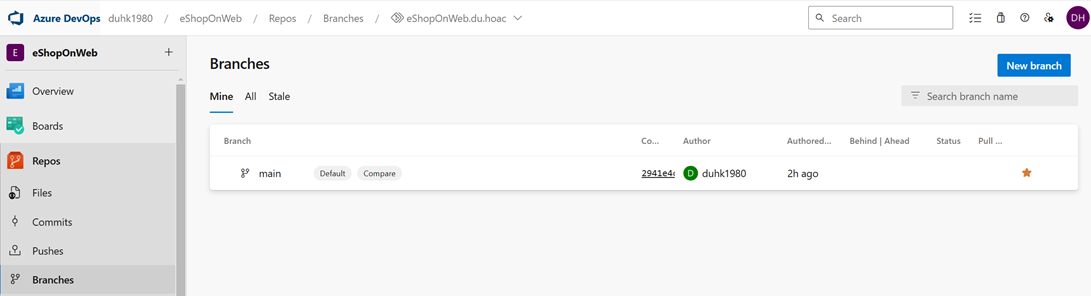 Azure DevOps duhk1980 / eShopOnWeb / Repos / Branches / eShopOnWeb.du.hoac Search DH
E eShopOnWeb +
Overview
Boards
Repos
Files
Commits
Pushes
Branches
Branches
New branch
Mine All Stale
Search branch name
Branch Co... Author Authored... Behind | Ahead Status Pull ...
main Default Compare 2941e4c D duhk1980 2h ago